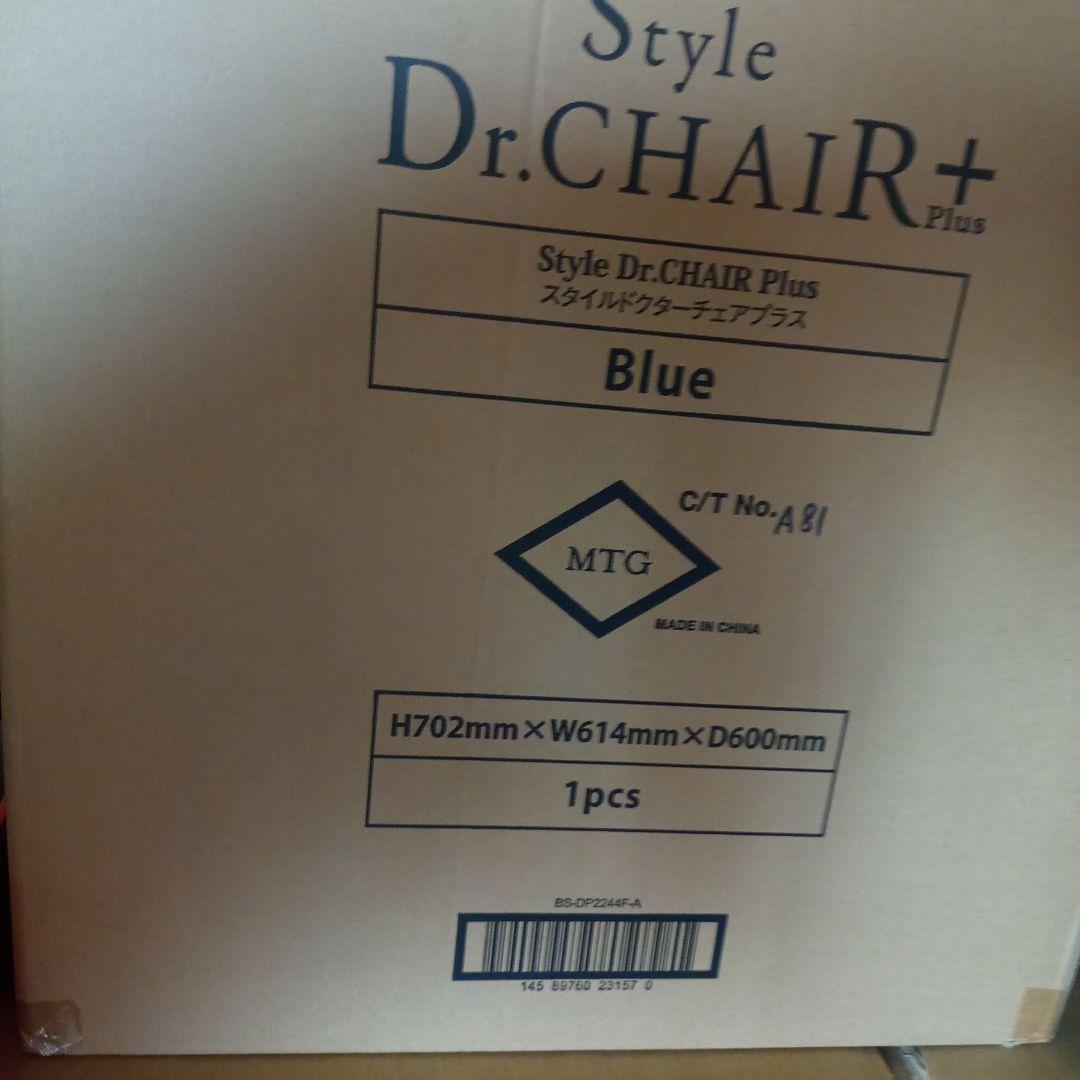 Style
Dr.CHAIR+
Plus
Style Dr.CHAIR Plus
スタイルドクターチェアプラス
Blue
C/T No. A81
MTG
MADE IN CHINA
H702mm×W614mm×D600mm
1pcs
BS-DP2244F-A
145 89760 23157 0